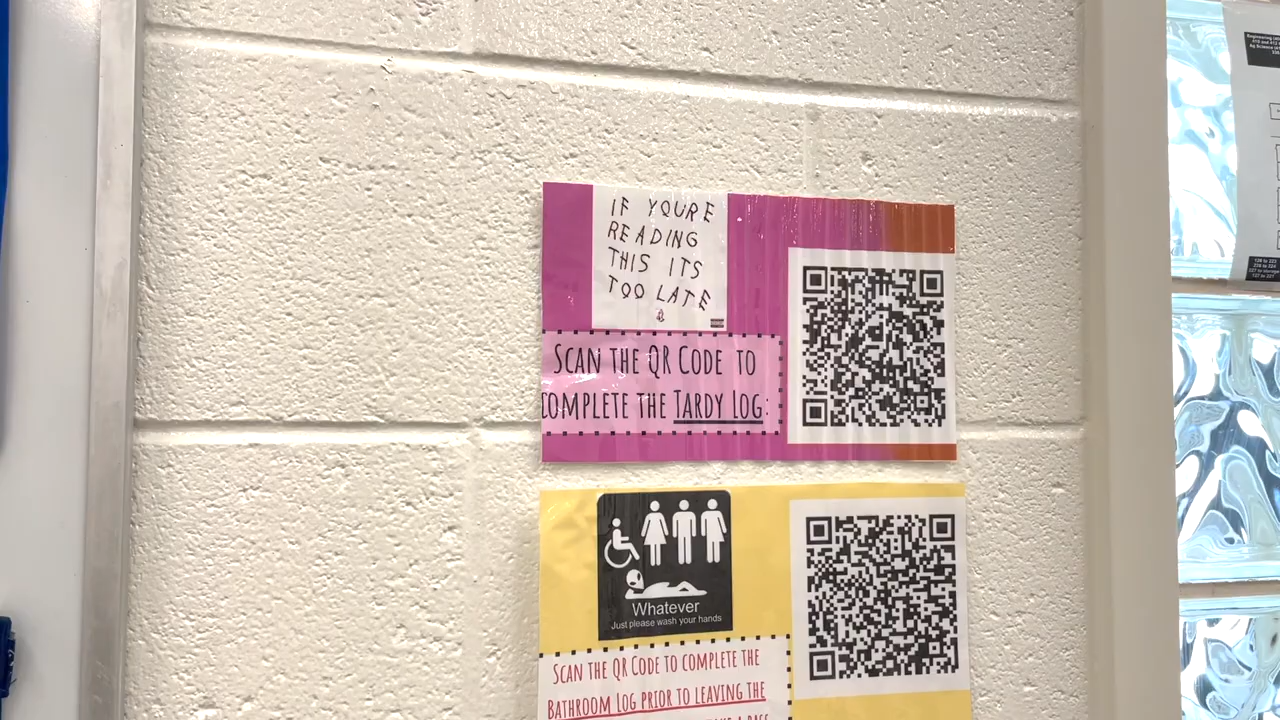 IF YOURE
READING
THIS ITS
TOO LATE
SCAN THE QR CODE TO
COMPLETE THE TARDY LOG:
Whatever
Just please wash your hands
SCAN THE QR CODE TO COMPLETE THE
BATHROOM LOG PRIOR TO LEAVING THE